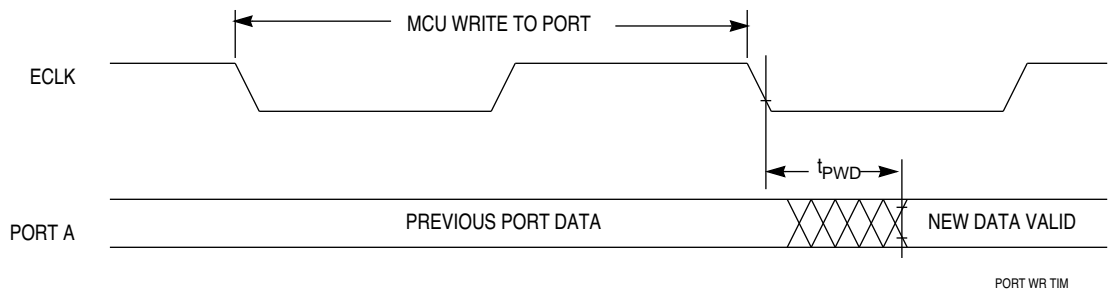 MCU WRITE TO PORT
ECLK
tPWD
PORT A
PREVIOUS PORT DATA
NEW DATA VALID
PORT WR TIM